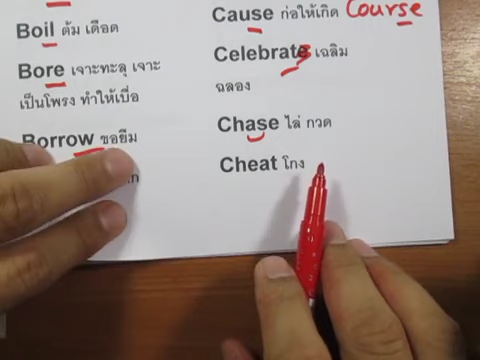 Boil ต้ม เดือด
Bore เจาะทะลุ เจาะ
เป็นโพรง ทำให้เบื่อ
Borrow ขอยืม
Cause ก่อให้เกิด Course
Celebrate เฉลิม
ฉลอง
Chase ไล่ กวด
Cheat โกง